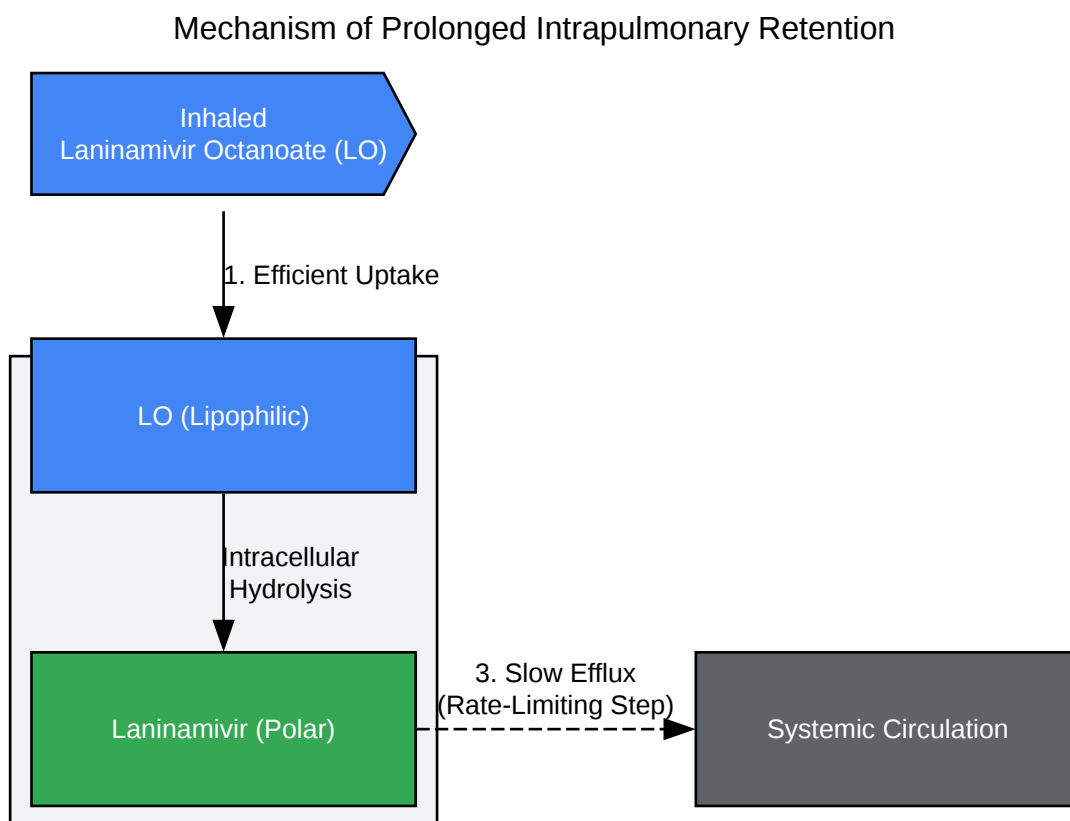 Mechanism of Prolonged Intrapulmonary Retention
Inhaled
Laninamivir Octanoate (LO)
1. Efficient Uptake
LO (Lipophilic)
Intracellular
Hydrolysis
Laninamivir (Polar)
3. Slow Efflux
(Rate-Limiting Step)
Systemic Circulation